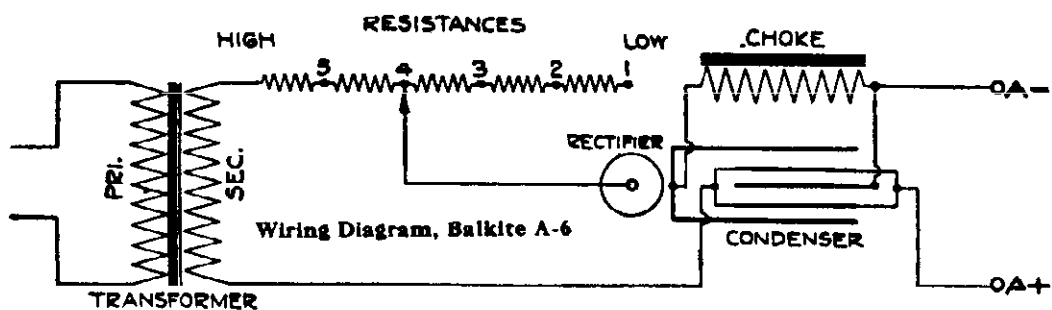 RESISTANCES
HIGH
LOW
CHOKE
5 4 3 2 1
A-
RECTIFIER
PRI.
SEC.
Wiring Diagram, Balkite A-6
CONDENSER
TRANSFORMER
A+